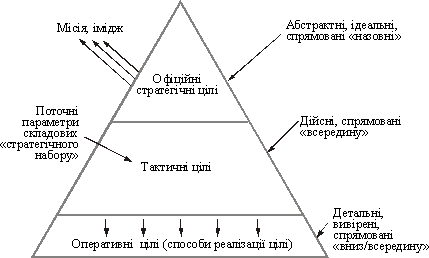 Місія, імідж
Абстрактні, ідеальні,
спрямовані «назовні»
Офіційні
стратегічні цілі
Поточні
параметри
складових
«стратегічного
набору»
Дійсні, спрямовані
«всередину»
Тактичні цілі
Детальні,
вивірені,
спрямовані
«вниз/всередину»
Оперативні цілі (способи реалізації цілі)